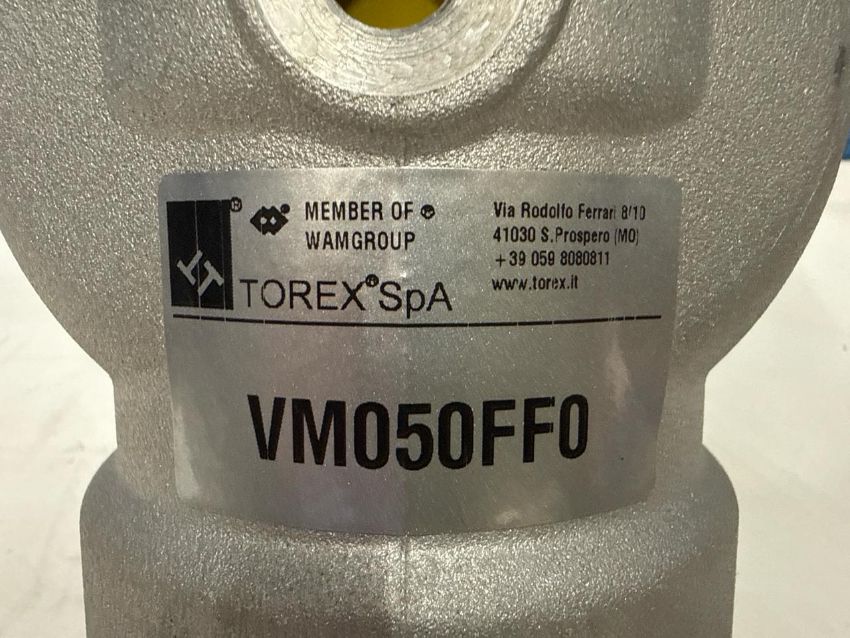 MEMBER OF
WAMGROUP
TOREX® SpA
Via Rodolfo Ferrari 8/10
41030 S.Prospero (MO)
+39 059 8080811
www.torex.it
VM050FF0